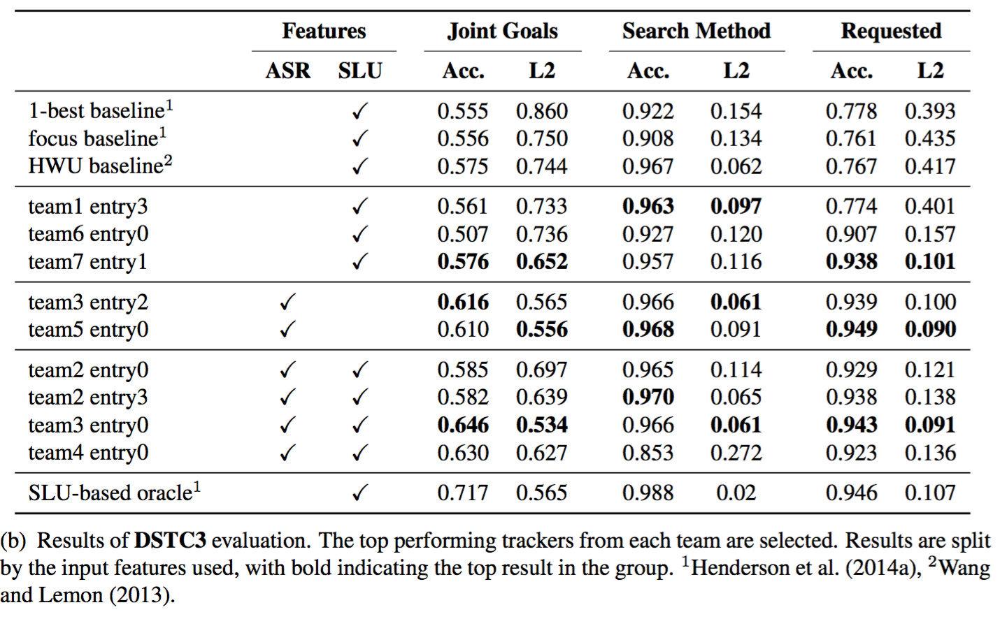 Features Joint Goals Search Method Requested
ASR SLU Acc. L2 Acc. L2 Acc. L2
1-best baseline¹ ✓ 0.555 0.860 0.922 0.154 0.778 0.393
focus baseline¹ ✓ 0.556 0.750 0.908 0.134 0.761 0.435
HWU baseline² ✓ 0.575 0.744 0.967 0.062 0.767 0.417
team1 entry3 ✓ 0.561 0.733 0.963 0.097 0.774 0.401
team6 entry0 ✓ 0.507 0.736 0.927 0.120 0.907 0.157
team7 entry1 ✓ 0.576 0.652 0.957 0.116 0.938 0.101
team3 entry2 ✓ 0.616 0.565 0.966 0.061 0.939 0.100
team5 entry0 ✓ 0.610 0.556 0.968 0.091 0.949 0.090
team2 entry0 ✓ ✓ 0.585 0.697 0.965 0.114 0.929 0.121
team2 entry3 ✓ ✓ 0.582 0.639 0.970 0.065 0.938 0.138
team3 entry0 ✓ ✓ 0.646 0.534 0.966 0.061 0.943 0.091
team4 entry0 ✓ ✓ 0.630 0.627 0.853 0.272 0.923 0.136
SLU-based oracle¹ ✓ 0.717 0.565 0.988 0.02 0.946 0.107
(b) Results of DSTC3 evaluation. The top performing trackers from each team are selected. Results are split
by the input features used, with bold indicating the top result in the group. ¹Henderson et al. (2014a), ²Wang
and Lemon (2013).